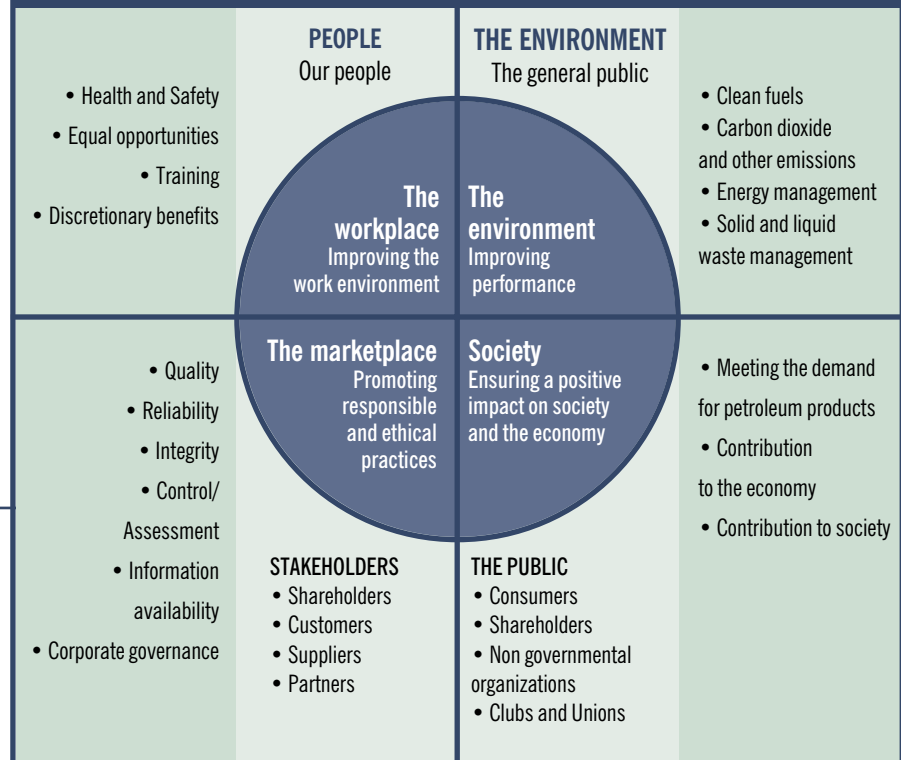 PEOPLE
Our people
• Health and Safety
• Equal opportunities
• Training
• Discretionary benefits
The
workplace
Improving the
work environment
THE ENVIRONMENT
The general public
The
environment
Improving
performance
• Clean fuels
• Carbon dioxide
and other emissions
• Energy management
• Solid and liquid
waste management
• Quality
• Reliability
• Integrity
• Control/
Assessment
• Information
availability
• Corporate governance
The marketplace
Promoting
responsible
and ethical
practices
STAKEHOLDERS
• Shareholders
• Customers
• Suppliers
• Partners
Society
Ensuring a positive
impact on society
and the economy
THE PUBLIC
• Consumers
• Shareholders
• Non governmental
organizations
• Clubs and Unions
• Meeting the demand
for petroleum products
• Contribution
to the economy
• Contribution to society